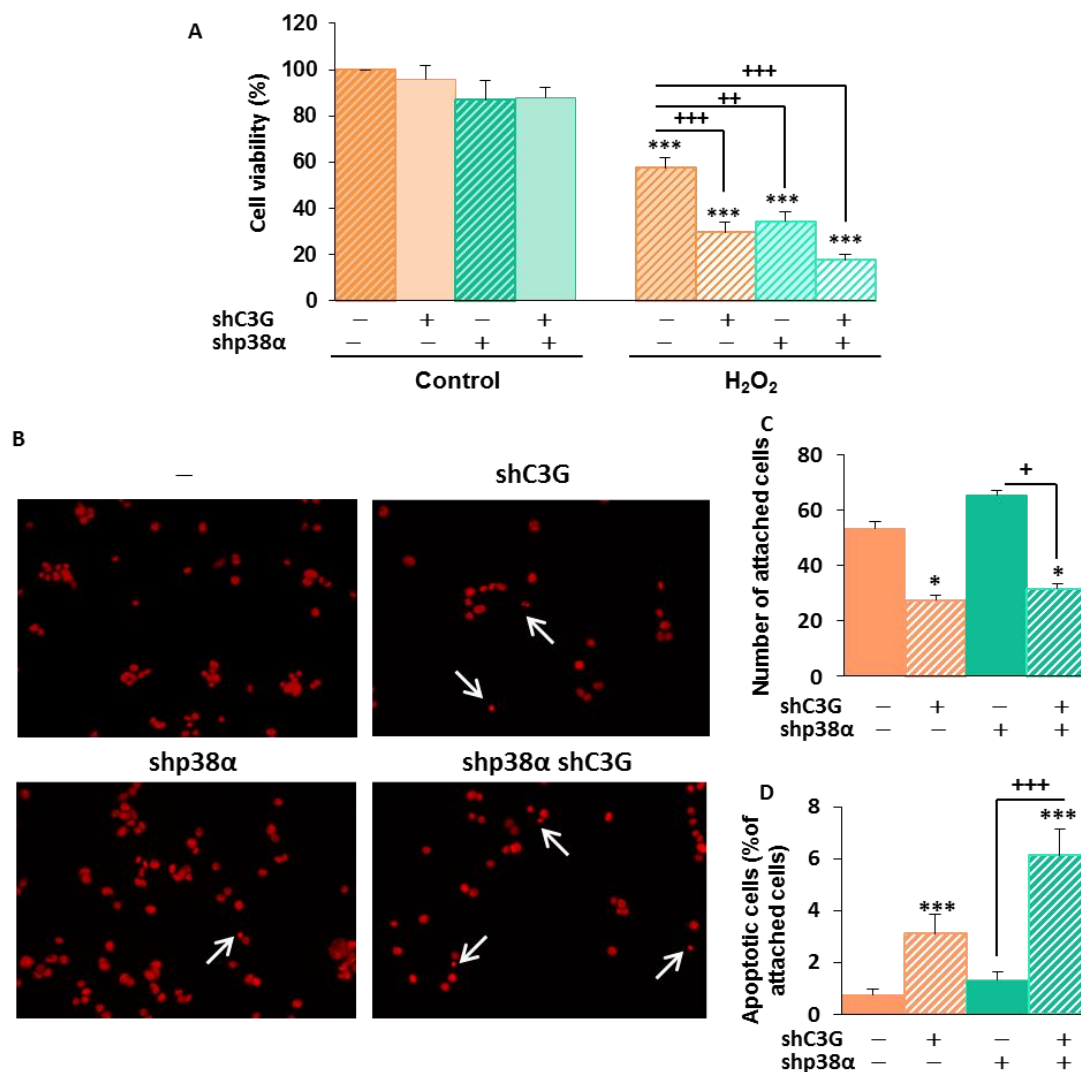 A
Cell viability (%)
120
100
80
60
40
20
0
+++
++
+++
***
***
***
***
shC3G – + – + – + – +
shp38α – – + + – – + +
Control H₂O₂
B
– shC3G
shp38α shp38α shC3G
C
Number of attached cells
80
60
40
20
0
+
*
*
shC3G – + – +
shp38α – – + +
D
Apoptotic cells (%of
attached cells)
8
6
4
2
0
+++
***
***
shC3G – + – +
shp38α – – + +